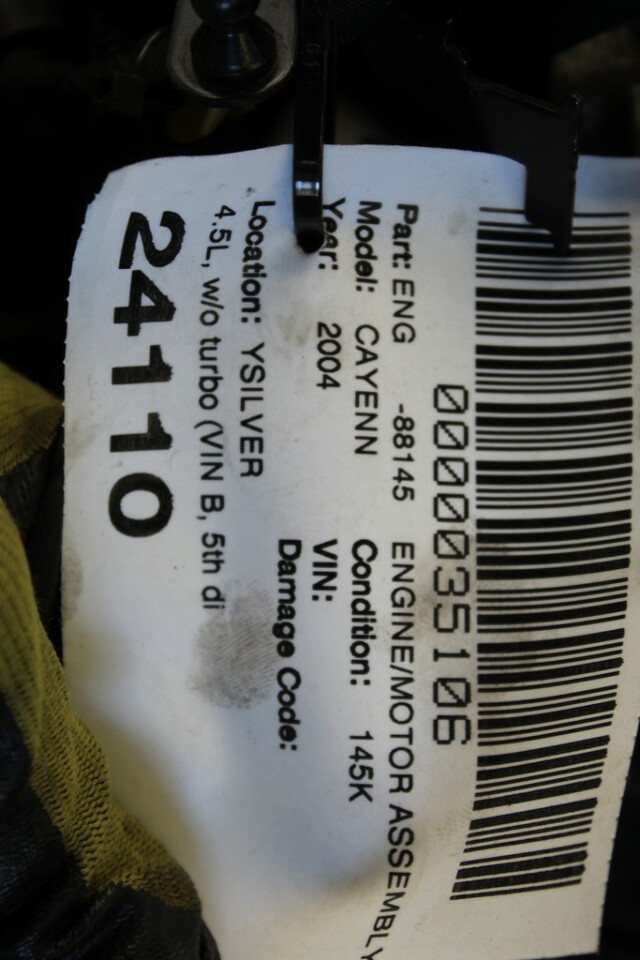 0000035106
Part: ENG -88145 ENGINE/MOTOR ASSEMBLY
Model: CAYENN Condition: 145K
Year: 2004 VIN:
Damage Code:
Location: YSILVER
4.5L, w/o turbo (VIN B, 5th di
24110